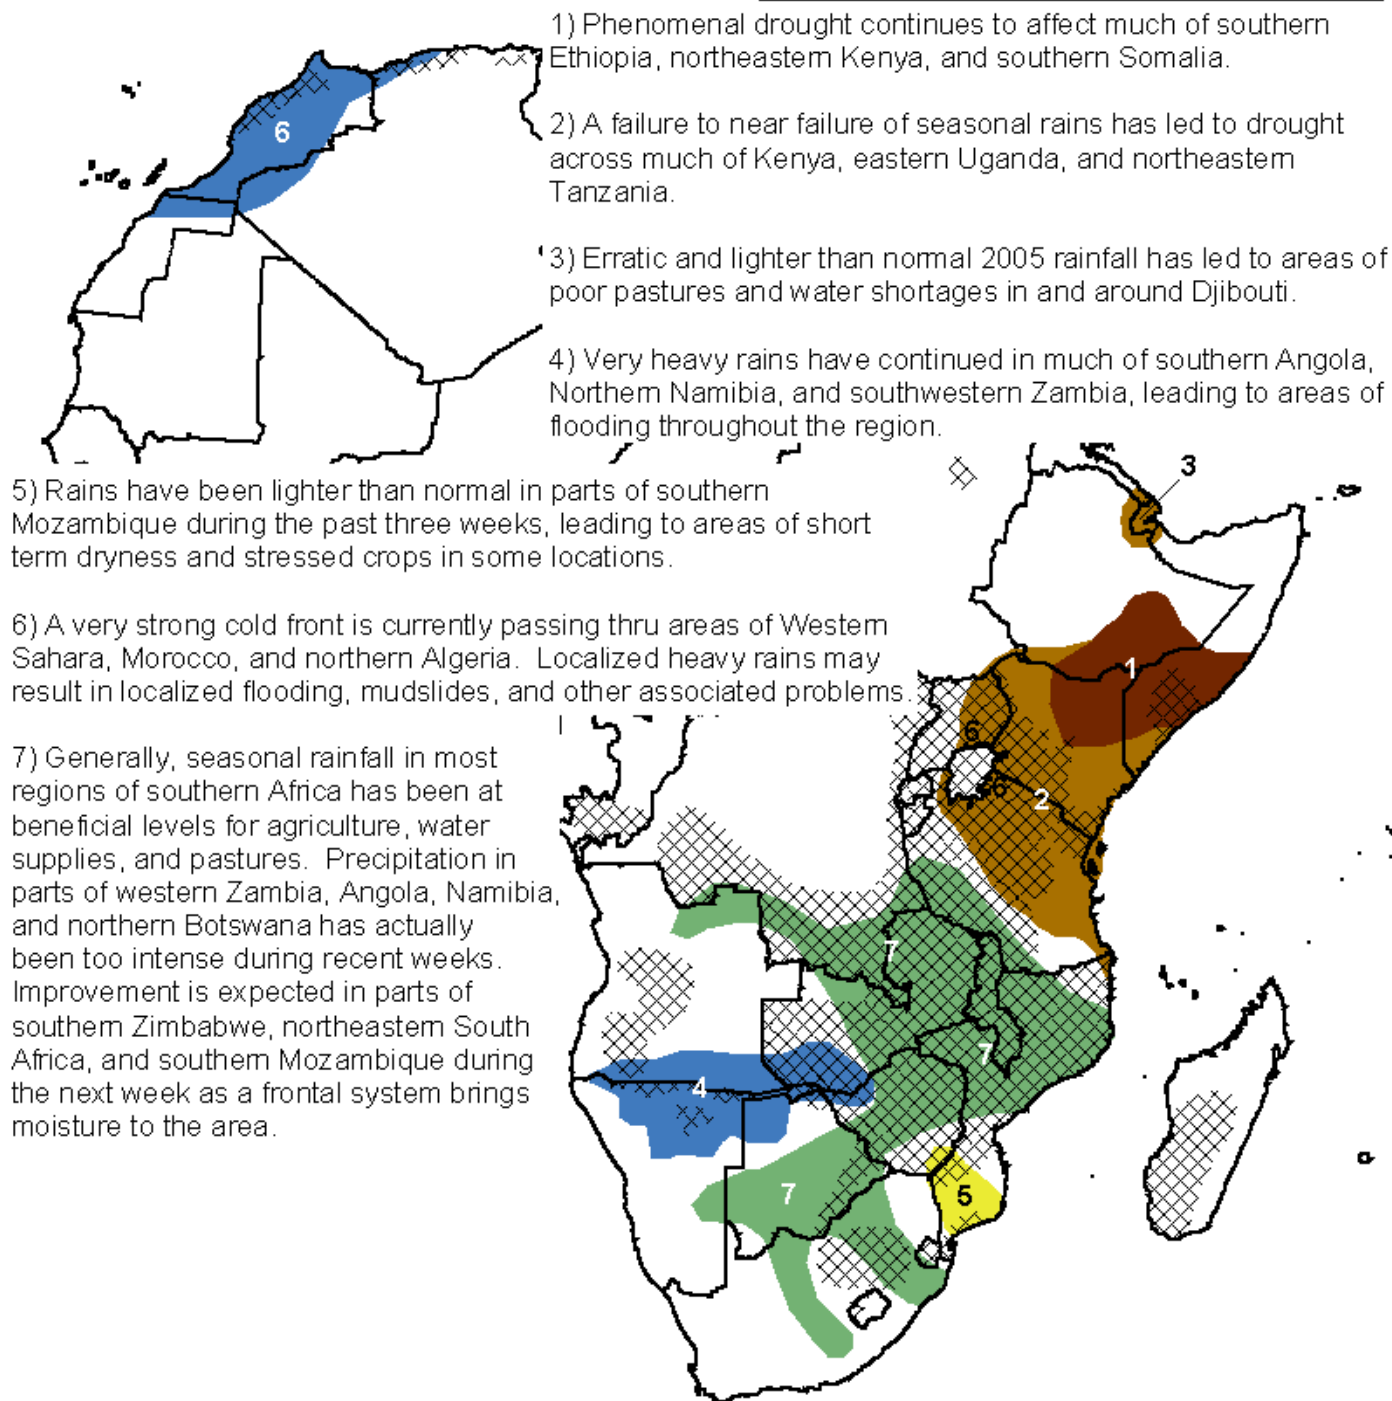 1) Phenomenal drought continues to affect much of southern
Ethiopia, northeastern Kenya, and southern Somalia.
2) A failure to near failure of seasonal rains has led to drought
across much of Kenya, eastern Uganda, and northeastern
Tanzania.
3) Erratic and lighter than normal 2005 rainfall has led to areas of
poor pastures and water shortages in and around Djibouti.
4) Very heavy rains have continued in much of southern Angola,
Northern Namibia, and southwestern Zambia, leading to areas of
flooding throughout the region.
5) Rains have been lighter than normal in parts of southern
Mozambique during the past three weeks, leading to areas of short
term dryness and stressed crops in some locations.
6) A very strong cold front is currently passing thru areas of Western
Sahara, Morocco, and northern Algeria.  Localized heavy rains may
result in localized flooding, mudslides, and other associated problems.
7) Generally, seasonal rainfall in most
regions of southern Africa has been at
beneficial levels for agriculture, water
supplies, and pastures.  Precipitation in
parts of western Zambia, Angola, Namibia,
and northern Botswana has actually
been too intense during recent weeks.
Improvement is expected in parts of
southern Zimbabwe, northeastern South
Africa, and southern Mozambique during
the next week as a frontal system brings
moisture to the area.
6
3
1
6
6
2
7
7
4
7
5